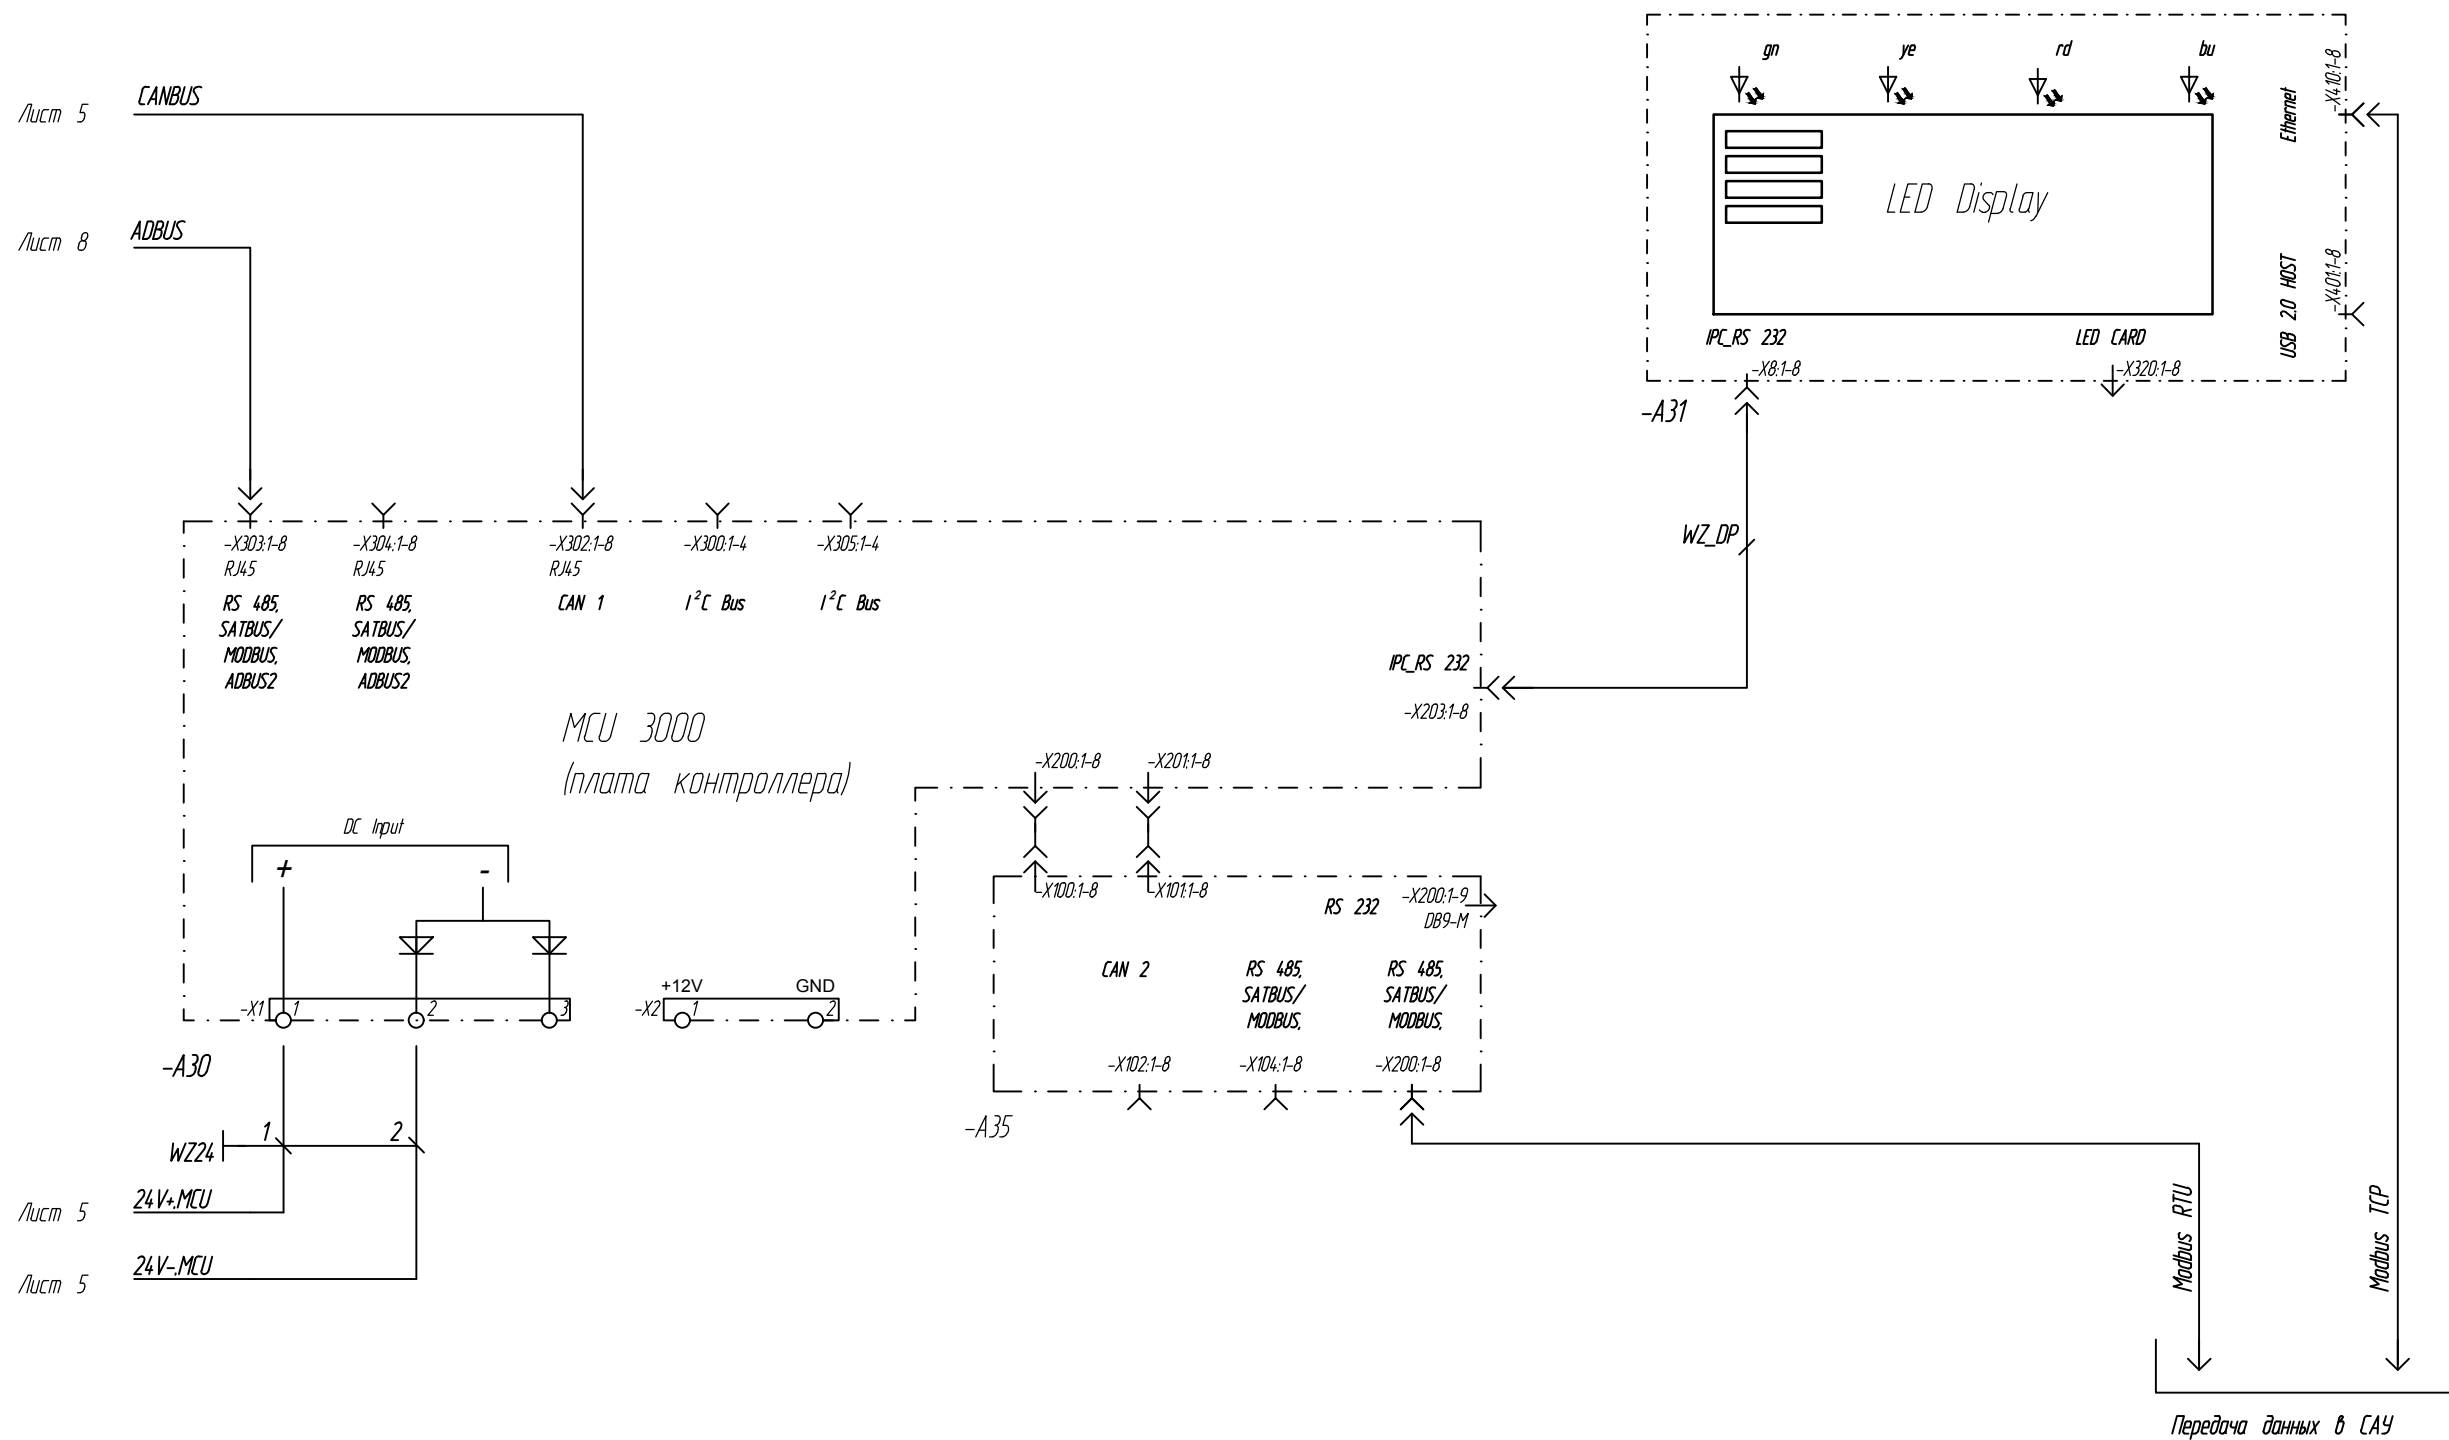 gn ye rd bu
Ethernet
-X410:1-8
CANBUS
Лист 5
ADBUS
Лист 8
LED Display
USB 2.0 HOST
-X401:1-8
IPC_RS 232
LED CARD
-X8:1-8
-X320:1-8
-A31
WZ_DP
-X303:1-8
RJ45
RS 485,
SATBUS/
MODBUS,
ADBUS2
-X304:1-8
RJ45
RS 485,
SATBUS/
MODBUS,
ADBUS2
-X302:1-8
RJ45
CAN 1
-X300:1-4
I²C Bus
-X305:1-4
I²C Bus
IPC_RS 232
-X203:1-8
MCU 3000
(плата контроллера)
-X200:1-8
-X201:1-8
DC Input
+ -
-X1 1 2 3
+12V GND
-X2 1 2
-A30
-X100:1-8
-X101:1-8
RS 232
-X200:1-9
DB9-M
CAN 2
RS 485,
SATBUS/
MODBUS,
RS 485,
SATBUS/
MODBUS,
-X102:1-8
-X104:1-8
-X200:1-8
-A35
1 2
WZ24
24V+.MCU
Лист 5
24V-.MCU
Лист 5
Modbus RTU
Modbus TCP
Передача данных в САУ